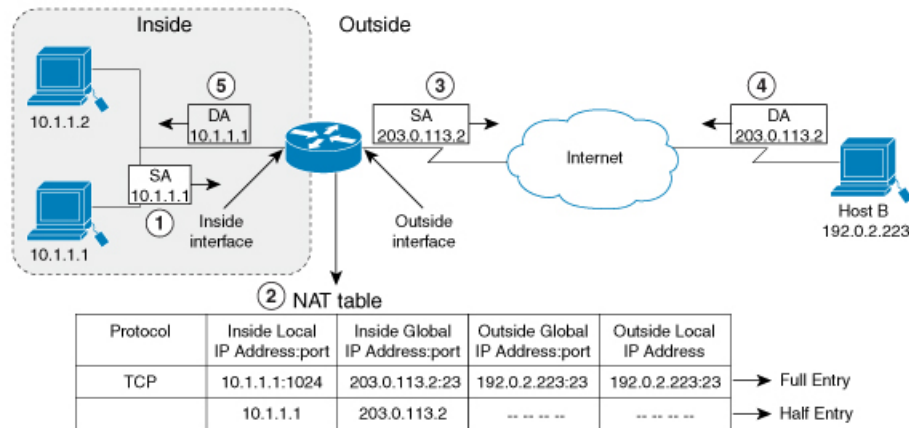 Inside
Outside
5
3
4
DA
10.1.1.1
SA
203.0.113.2
DA
203.0.113.2
10.1.1.2
Internet
SA
10.1.1.1
1
Inside
interface
Outside
interface
Host B
192.0.2.223
10.1.1.1
2 NAT table
Protocol
Inside Local
IP Address:port
Inside Global
IP Address:port
Outside Global
IP Address:port
Outside Local
IP Address
TCP 10.1.1.1:1024 203.0.113.2:23 192.0.2.223:23 192.0.2.223:23 Full Entry
10.1.1.1 203.0.113.2 -- -- -- -- -- -- -- -- Half Entry